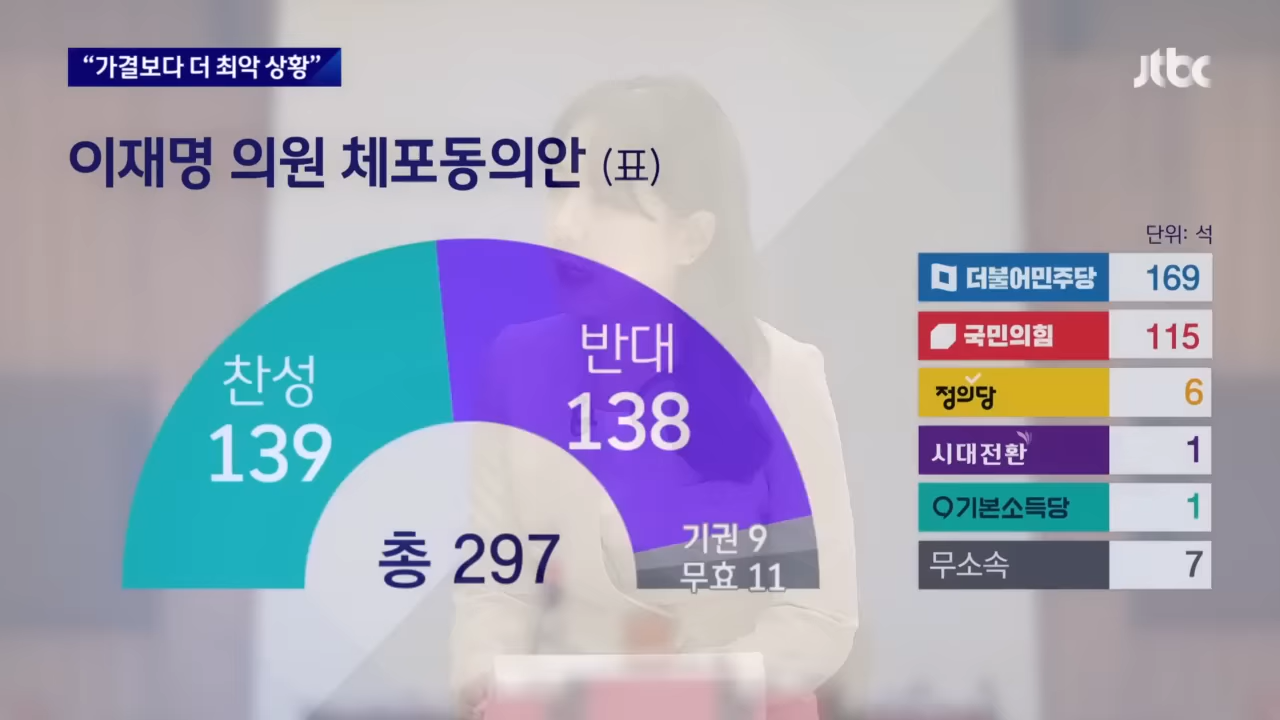 “가결보다 더 최악 상황”
jtbc
이재명 의원 체포동의안 (표)
단위: 석
찬성
139
반대
138
기권 9
무효 11
총 297
더불어민주당 169
국민의힘 115
정의당 6
시대전환 1
기본소득당 1
무소속 7